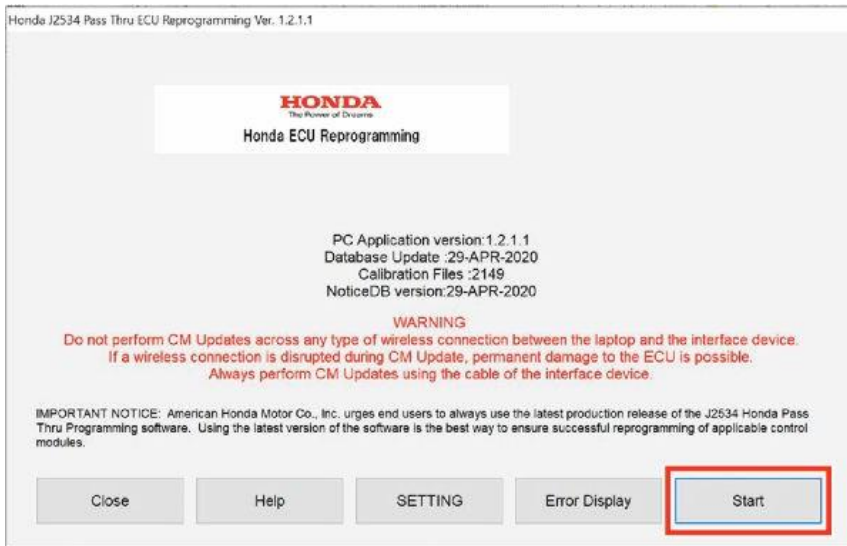 Honda J2534 Pass Thru ECU Reprogramming Ver. 1.2.1.1
HONDA
The Power of Dreams
Honda ECU Reprogramming
PC Application version:1.2.1.1
Database Update :29-APR-2020
Calibration Files :2149
NoticeDB version:29-APR-2020
WARNING
Do not perform CM Updates across any type of wireless connection between the laptop and the interface device.
If a wireless connection is disrupted during CM Update, permanent damage to the ECU is possible.
Always perform CM Updates using the cable of the interface device.
IMPORTANT NOTICE: American Honda Motor Co., Inc. urges end users to always use the latest production release of the J2534 Honda Pass
Thru Programming software. Using the latest version of the software is the best way to ensure successful reprogramming of applicable control
modules.
Close Help SETTING Error Display Start